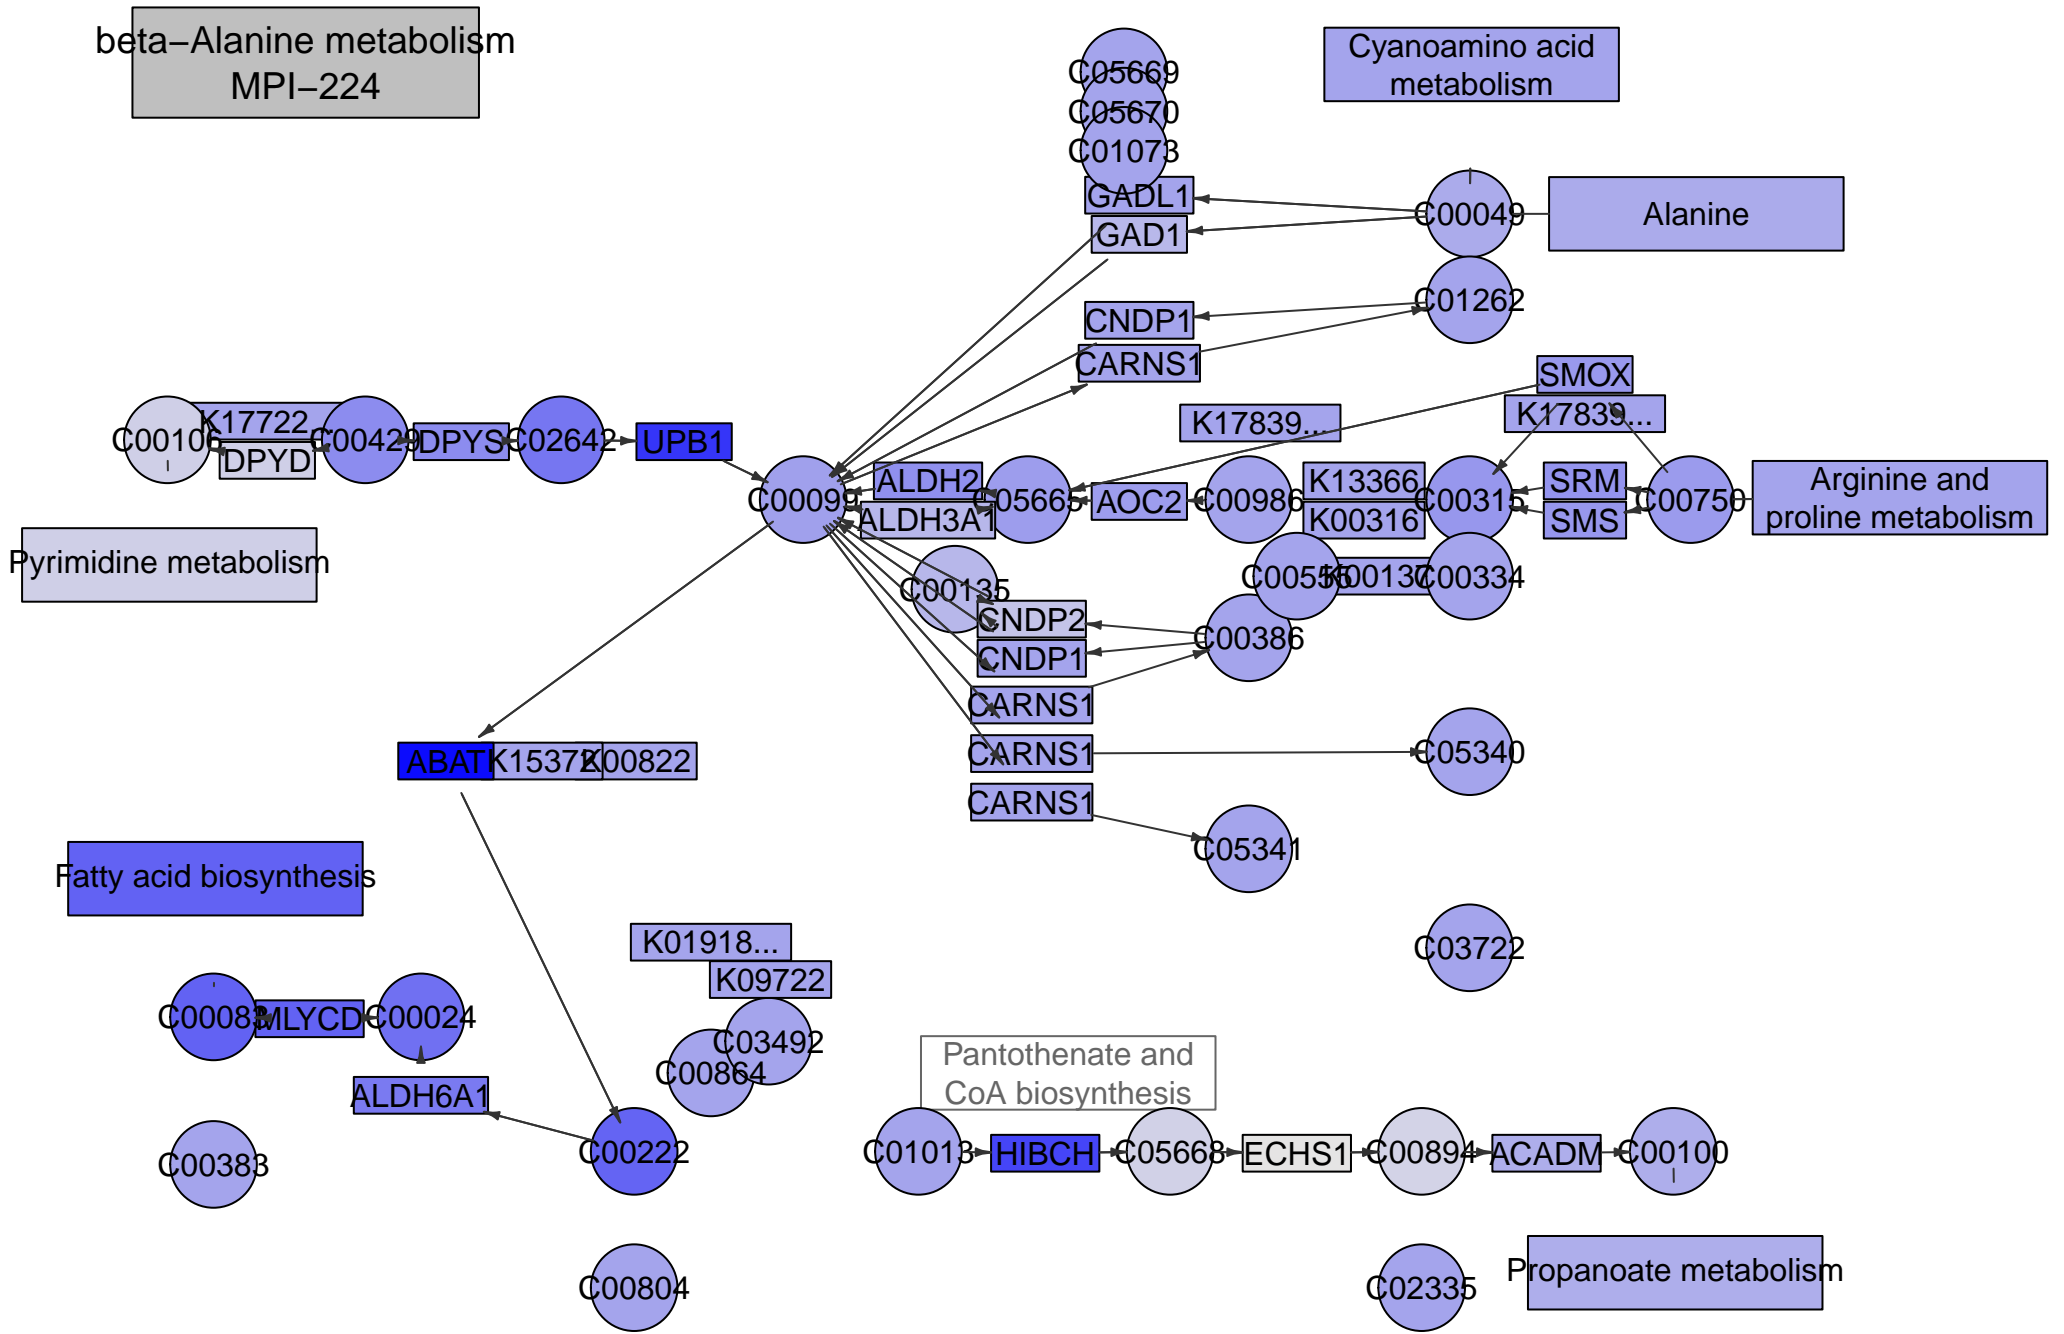 beta−Alanine metabolism
MPI−224
C05669
C05670
C01073
Cyanoamino acid
metabolism
GADL1
GAD1
C00049
Alanine
C01262
CNDP1
CARNS1
SMOX
K17839...
K17839...
C00106
K17722...
DPYD
C00429
DPYS
C02642
UPB1
C00099
ALDH2
ALDH3A1
C05665
AOC2
C00986
K13366
K00316
C00315
SRM
SMS
C00750
Arginine and
proline metabolism
Pyrimidine metabolism
C00135
C00555
K00137
C00334
CNDP2
CNDP1
C00386
CARNS1
CARNS1
CARNS1
C05340
C05341
ABAT
K15372
K00822
Fatty acid biosynthesis
K01918...
K09722
C03722
C00083
MLYCD
C00024
C03492
C00864
ALDH6A1
Pantothenate and
CoA biosynthesis
C00383
C00222
C01013
HIBCH
C05668
ECHS1
C00894
ACADM
C00100
C00804
C02335
Propanoate metabolism